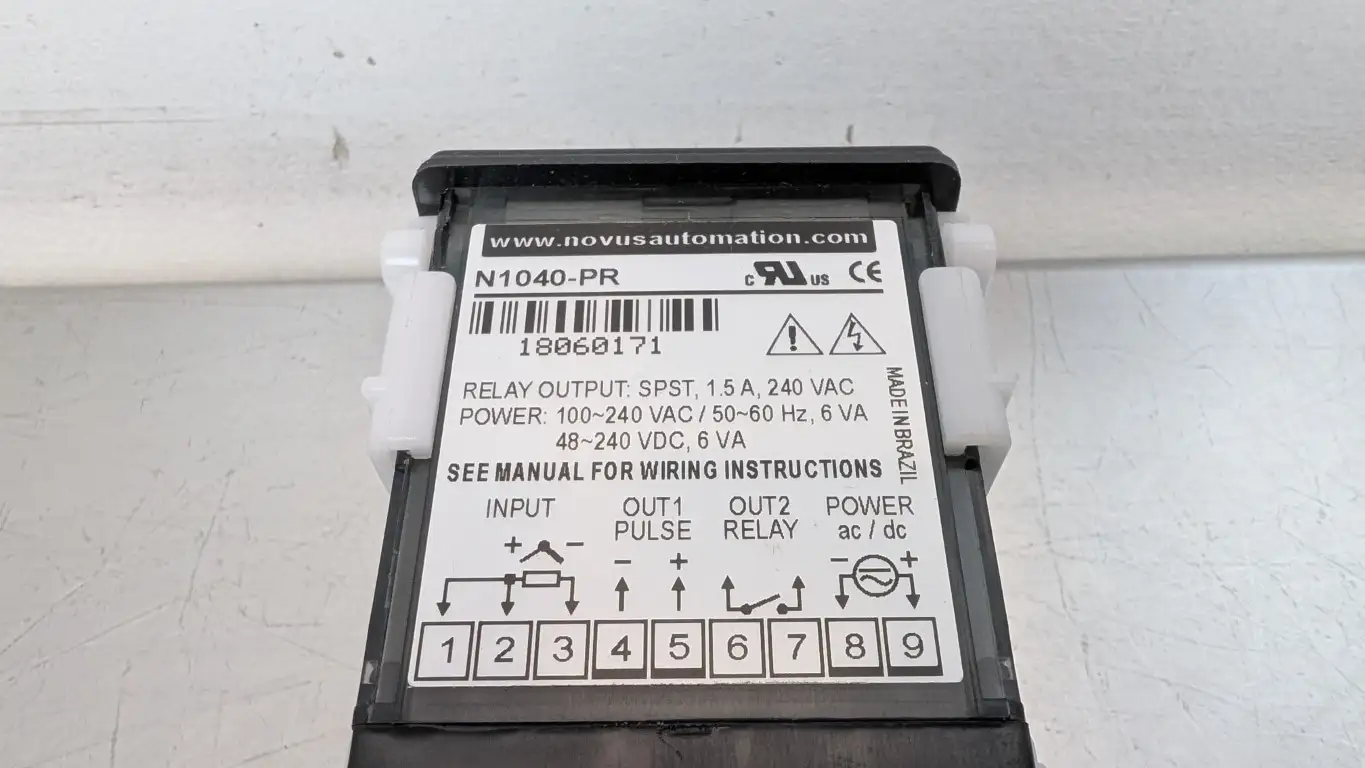 www.novusautomation.com
N1040-PR
c RU US CE
18060171
RELAY OUTPUT: SPST, 1.5 A, 240 VAC
POWER: 100~240 VAC / 50~60 Hz, 6 VA
48~240 VDC, 6 VA
MADE IN BRAZIL
SEE MANUAL FOR WIRING INSTRUCTIONS
INPUT OUT1 OUT2 POWER
PULSE RELAY ac / dc
+ − − + − +
1 2 3 4 5 6 7 8 9